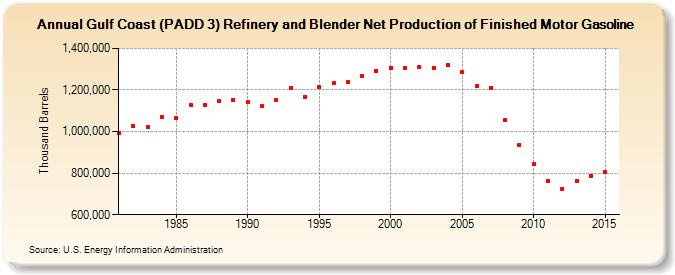 Annual Gulf Coast (PADD 3) Refinery and Blender Net Production of Finished Motor Gasoline
Thousand Barrels
1,400,000
1,200,000
1,000,000
800,000
600,000
1985 1990 1995 2000 2005 2010 2015
Source: U.S. Energy Information Administration